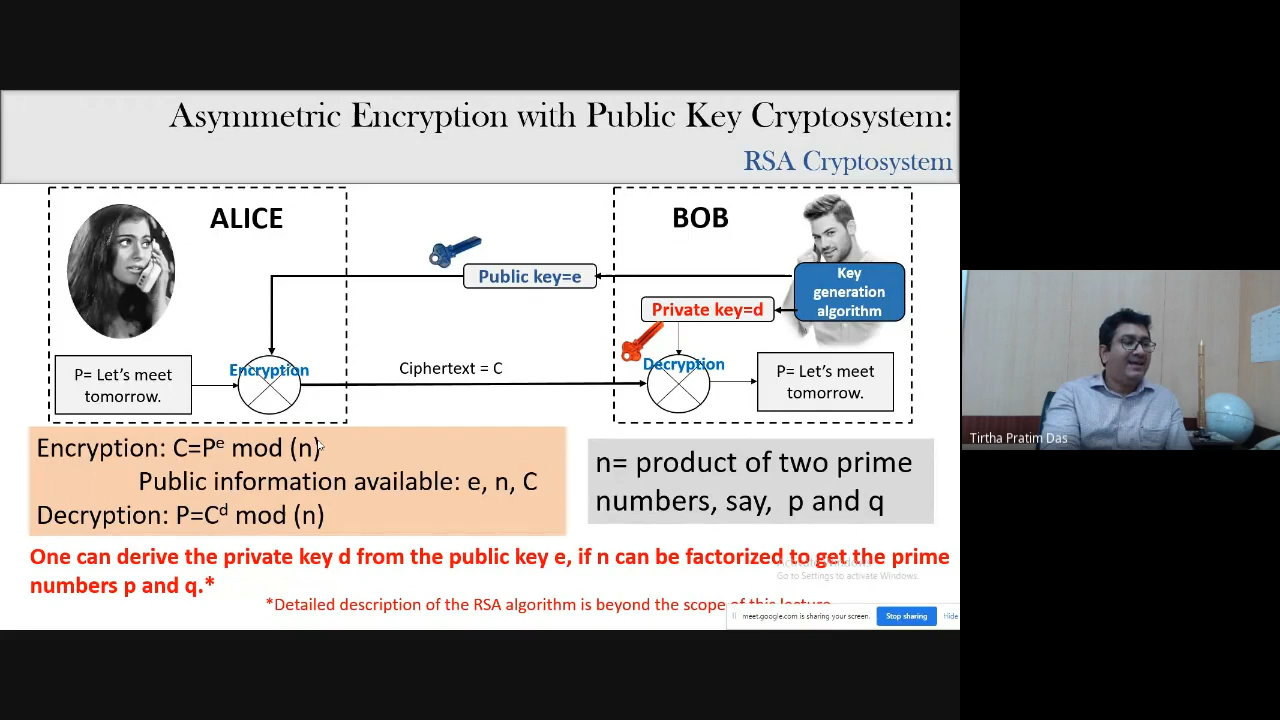 Asymmetric Encryption with Public Key Cryptosystem:
RSA Cryptosystem
ALICE
BOB
Public key=e
Key
generation
algorithm
Private key=d
P= Let's meet
tomorrow.
Encryption
Ciphertext = C
Decryption
P= Let's meet
tomorrow.
Encryption: C=Pᵉ mod (n)
Public information available: e, n, C
Decryption: P=Cᵈ mod (n)
n= product of two prime
numbers, say, p and q
One can derive the private key d from the public key e, if n can be factorized to get the prime
numbers p and q.*
Activate Windows
Go to Settings to activate Windows.
*Detailed description of the RSA algorithm is beyond the scope of this lecture
meet.google.com is sharing your screen.
Stop sharing
Hide
Tirtha Pratim Das